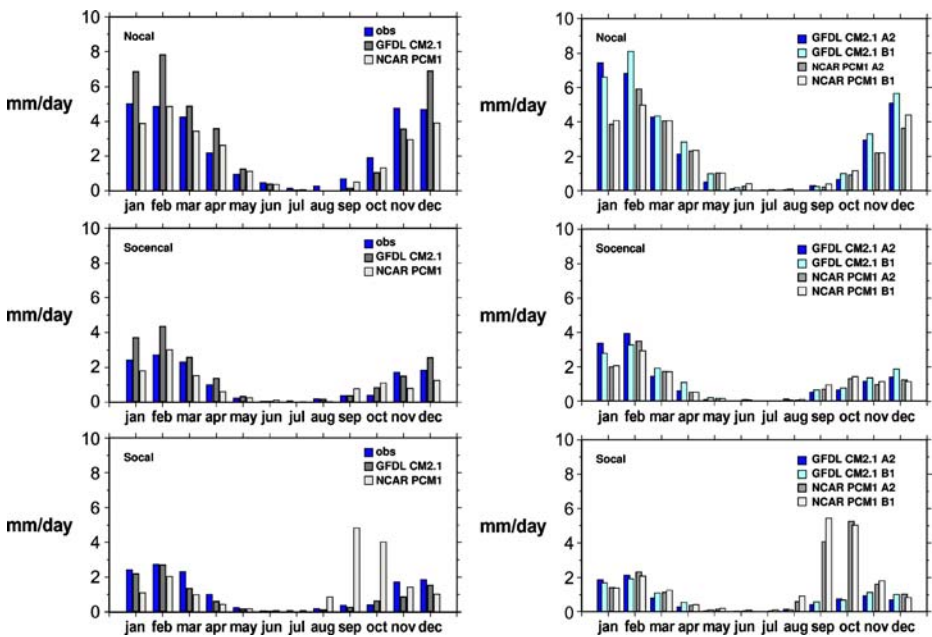 10
8
6
4
2
0
mm/day
Nocal
obs
GFDL CM2.1
NCAR PCM1
jan feb mar apr may jun jul aug sep oct nov dec
10
8
6
4
2
0
mm/day
Nocal
GFDL CM2.1 A2
GFDL CM2.1 B1
NCAR PCM1 A2
NCAR PCM1 B1
jan feb mar apr may jun jul aug sep oct nov dec
10
8
6
4
2
0
mm/day
Socencal
obs
GFDL CM2.1
NCAR PCM1
jan feb mar apr may jun jul aug sep oct nov dec
10
8
6
4
2
0
mm/day
Socencal
GFDL CM2.1 A2
GFDL CM2.1 B1
NCAR PCM1 A2
NCAR PCM1 B1
jan feb mar apr may jun jul aug sep oct nov dec
10
8
6
4
2
0
mm/day
Socal
obs
GFDL CM2.1
NCAR PCM1
jan feb mar apr may jun jul aug sep oct nov dec
10
8
6
4
2
0
mm/day
Socal
GFDL CM2.1 A2
GFDL CM2.1 B1
NCAR PCM1 A2
NCAR PCM1 B1
jan feb mar apr may jun jul aug sep oct nov dec